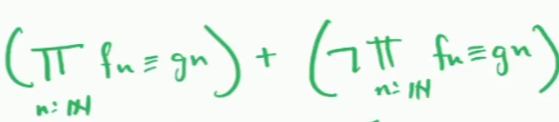 (Π fn ≡ gn) + (¬ Π fn ≡ gn)
n:ℕ n:ℕ